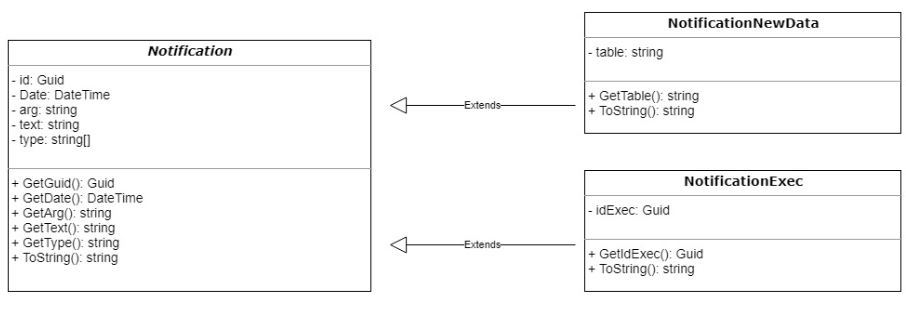 Notification
- id: Guid
- Date: DateTime
- arg: string
- text: string
- type: string[]
+ GetGuid(): Guid
+ GetDate(): DateTime
+ GetArg(): string
+ GetText(): string
+ GetType(): string
+ ToString(): string
Extends
Extends
NotificationNewData
- table: string
+ GetTable(): string
+ ToString(): string
NotificationExec
- idExec: Guid
+ GetIdExec(): Guid
+ ToString(): string